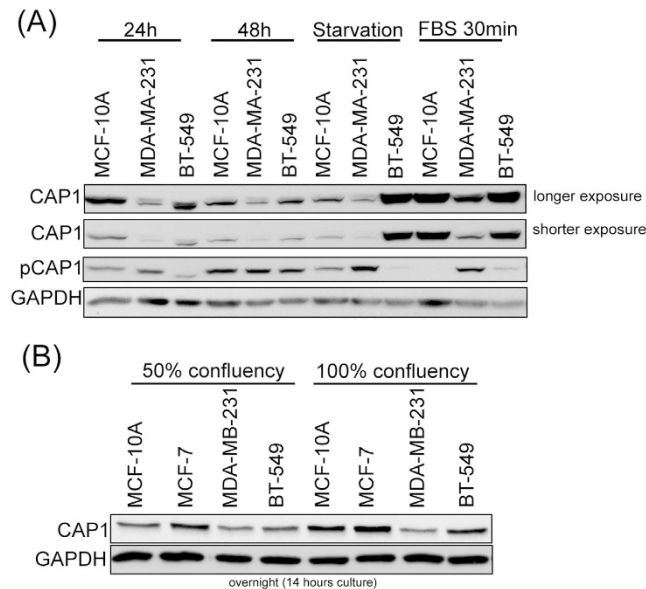 (A)
24h 48h Starvation FBS 30min
MCF-10A MDA-MA-231 BT-549 MCF-10A MDA-MA-231 BT-549 MCF-10A MDA-MA-231 BT-549 MCF-10A MDA-MA-231 BT-549
CAP1 longer exposure
CAP1 shorter exposure
pCAP1
GAPDH
(B)
50% confluency 100% confluency
MCF-10A MCF-7 MDA-MB-231 BT-549 MCF-10A MCF-7 MDA-MB-231 BT-549
CAP1
GAPDH
overnight (14 hours culture)